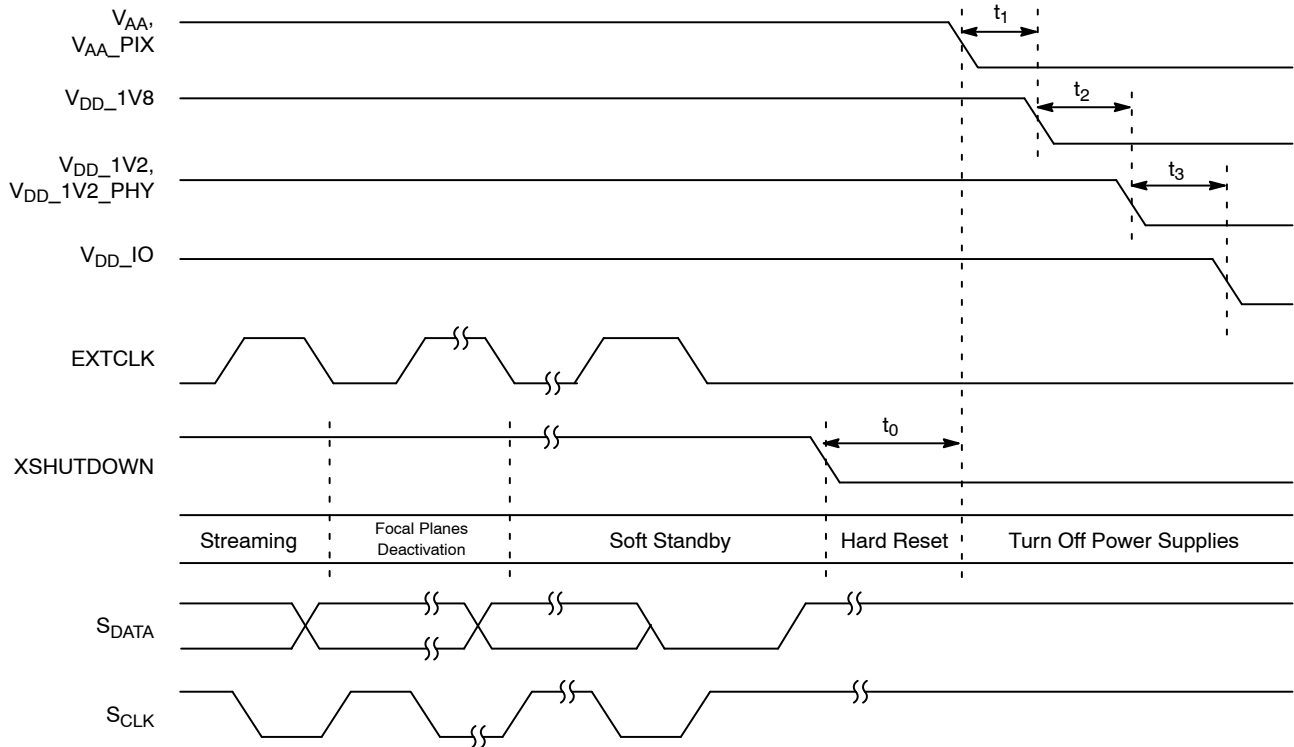 V_AA,
V_AA_PIX
t_1
V_DD_1V8
t_2
V_DD_1V2,
V_DD_1V2_PHY
t_3
V_DD_IO
EXTCLK
XSHUTDOWN
t_0
Streaming
Focal Planes
Deactivation
Soft Standby
Hard Reset
Turn Off Power Supplies
S_DATA
S_CLK